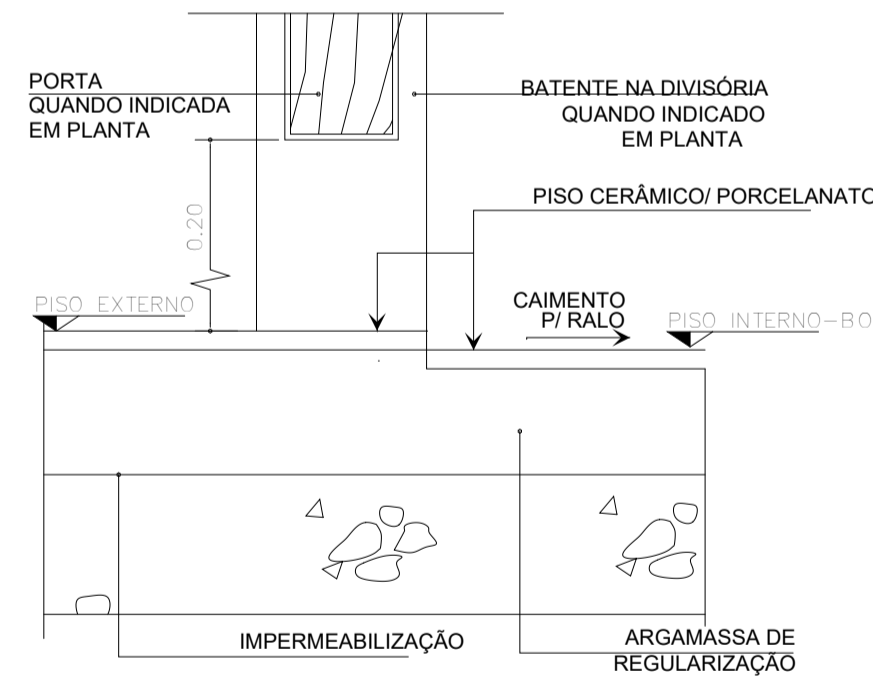 PORTA
QUANDO INDICADA
EM PLANTA
BATENTE NA DIVISÓRIA
QUANDO INDICADO
EM PLANTA
PISO CERÂMICO/ PORCELANATO
0.20
PISO EXTERNO
CAIMENTO
P/ RALO
PISO INTERNO-BO
IMPERMEABILIZAÇÃO
ARGAMASSA DE
REGULARIZAÇÃO